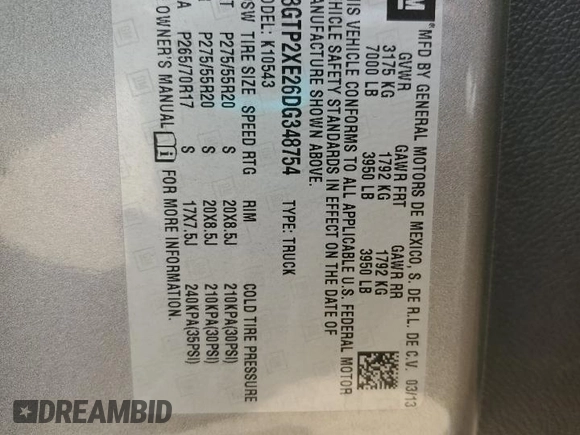 GM ® MFD BY GENERAL MOTORS DE MEXICO, S. DE R.L. DE C.V. 03/13
GVWR GAWR FRT GAWR RR
3175 KG 1792 KG 1792 KG
7000 LB 3950 LB 3950 LB
HIS VEHICLE CONFORMS TO ALL APPLICABLE U.S. FEDERAL MOTOR
EHICLE SAFETY STANDARDS IN EFFECT ON THE DATE OF
ANUFACTURE SHOWN ABOVE.
3GTP2XE26DG348754 TYPE: TRUCK
MODEL: K10543
TIRE SIZE SPEED RTG RIM COLD TIRE PRESSURE
P275/55R20 S 20X8.5J 210KPA(30PSI)
P275/55R20 S 20X8.5J 210KPA(30PSI)
P265/70R17 S 17X7.5J 240KPA(35PSI)
OWNER'S MANUAL i FOR MORE INFORMATION.
DREAMBID